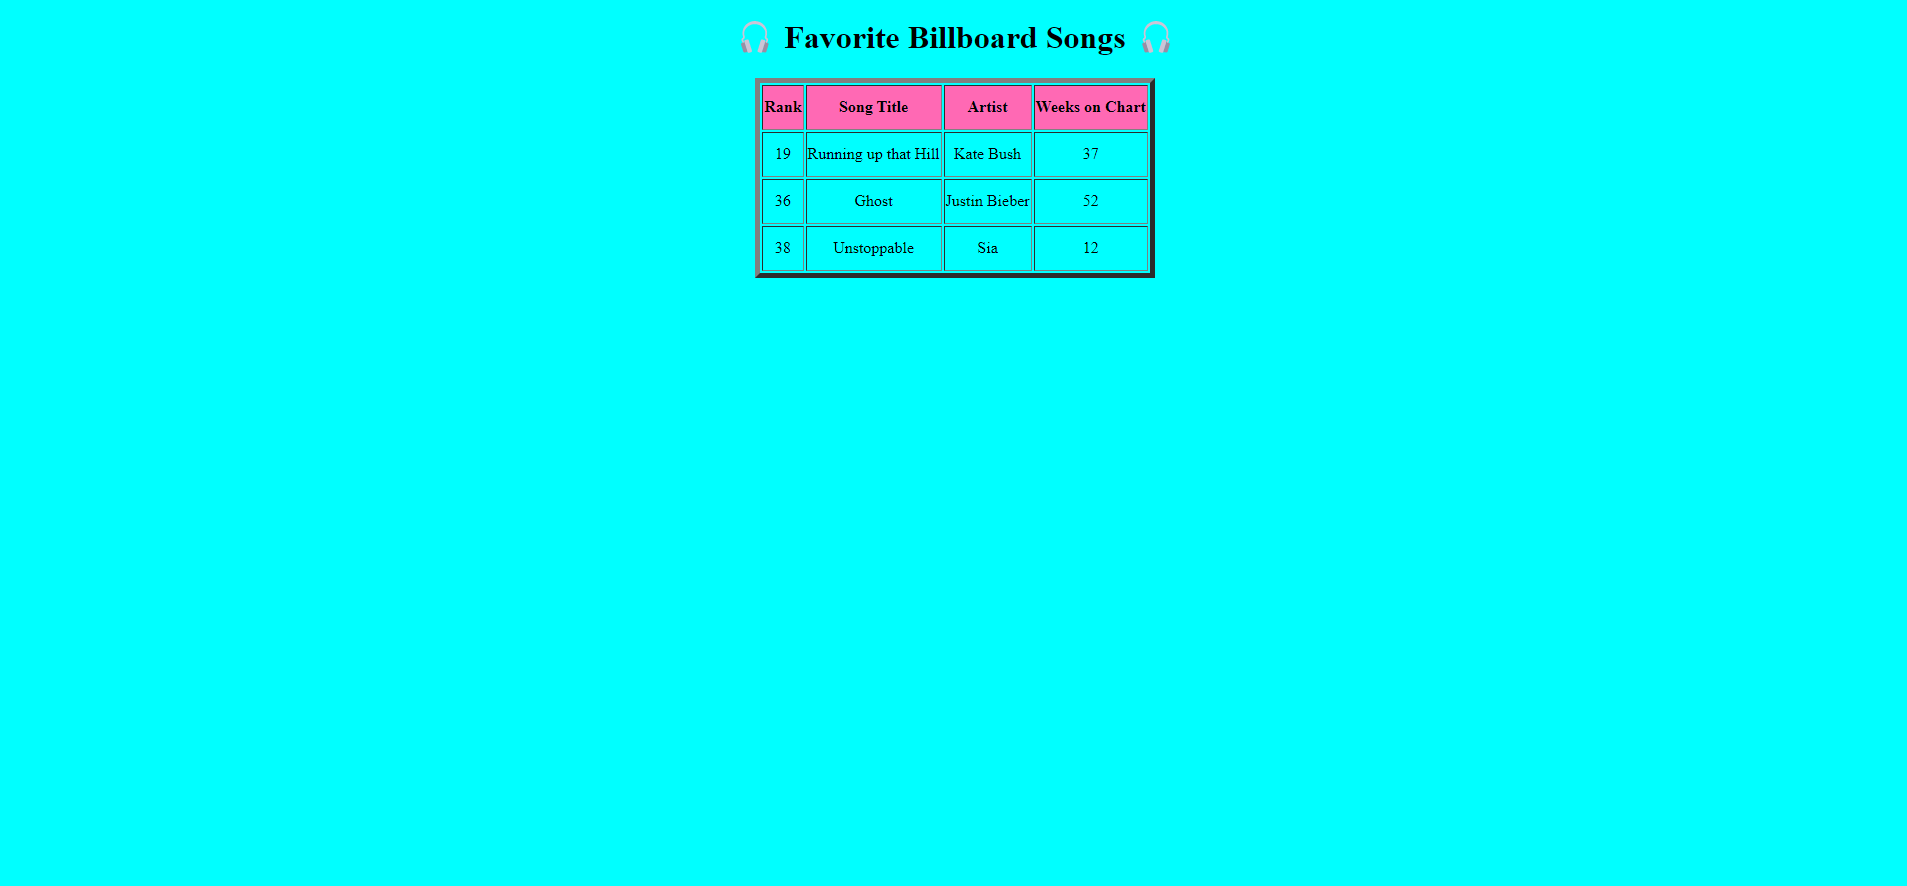 🎧 Favorite Billboard Songs 🎧
Rank Song Title Artist Weeks on Chart
19 Running up that Hill Kate Bush 37
36 Ghost Justin Bieber 52
38 Unstoppable Sia 12